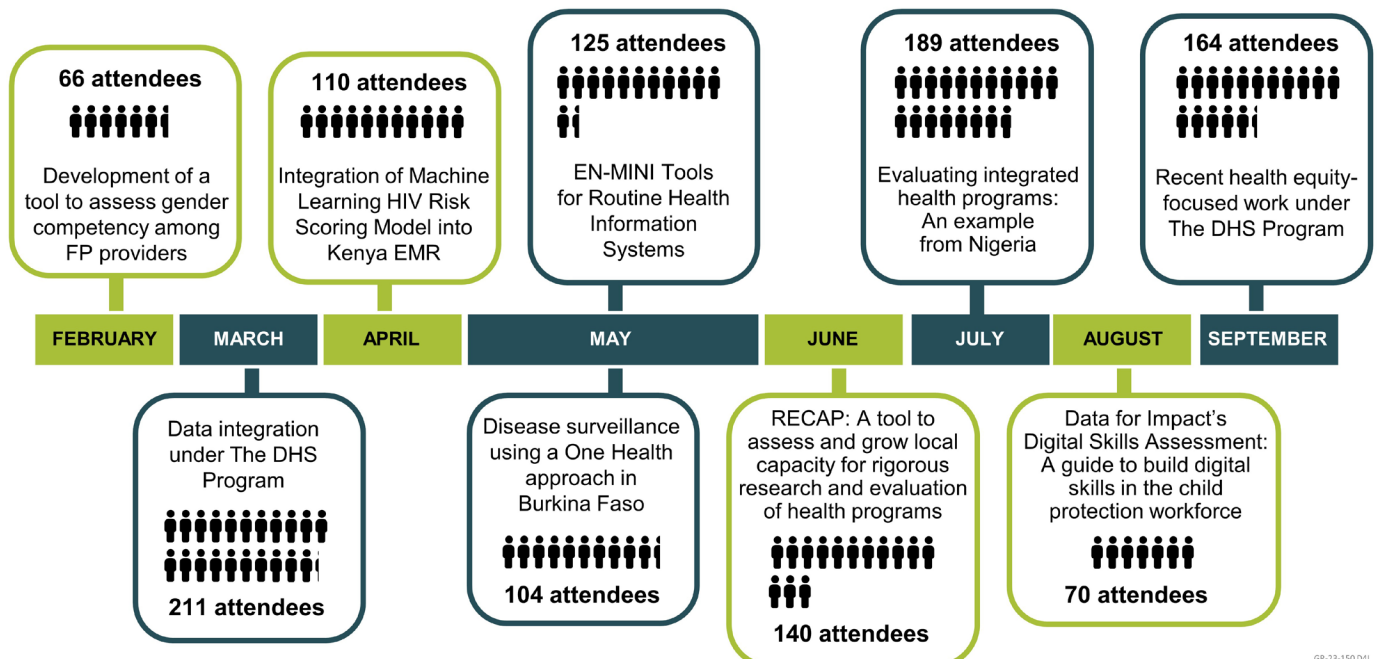 66 attendees
Development of a
tool to assess gender
competency among
FP providers
110 attendees
Integration of Machine
Learning HIV Risk
Scoring Model into
Kenya EMR
125 attendees
EN-MINI Tools
for Routine Health
Information
Systems
189 attendees
Evaluating integrated
health programs:
An example
from Nigeria
164 attendees
Recent health equity-
focused work under
The DHS Program
FEBRUARY
MARCH
APRIL
MAY
JUNE
JULY
AUGUST
SEPTEMBER
Data integration
under The DHS
Program
211 attendees
Disease surveillance
using a One Health
approach in
Burkina Faso
104 attendees
RECAP: A tool to
assess and grow local
capacity for rigorous
research and evaluation
of health programs
140 attendees
Data for Impact's
Digital Skills Assessment:
A guide to build digital
skills in the child
protection workforce
70 attendees